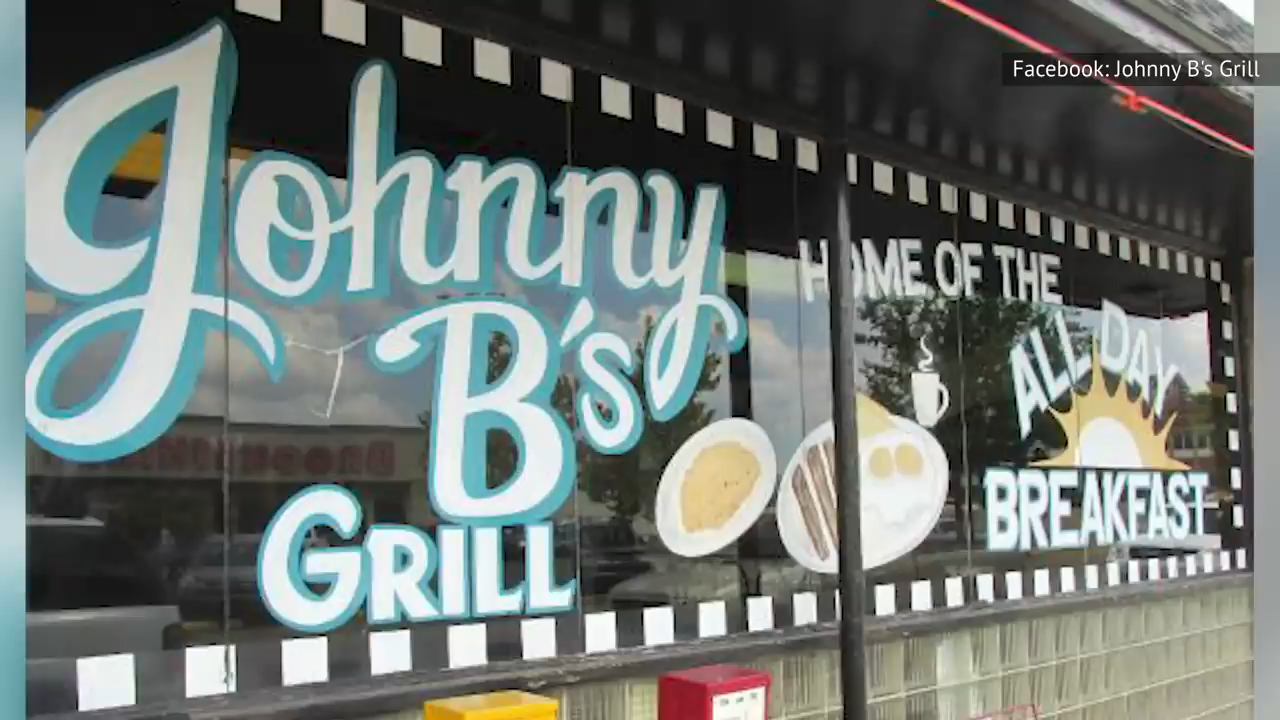 Facebook: Johnny B's Grill
Johnny
B's
GRILL
HOME OF THE
ALL DAY
BREAKFAST